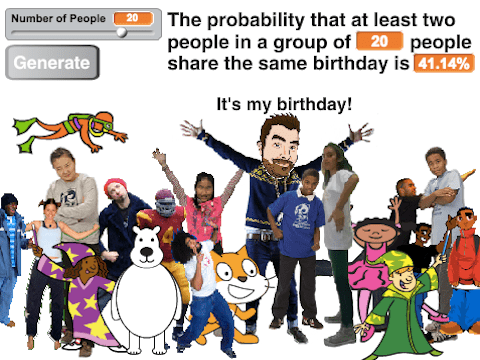 Number of People 20
Generate
The probability that at least two
people in a group of 20 people
share the same birthday is 41.14%
It's my birthday!